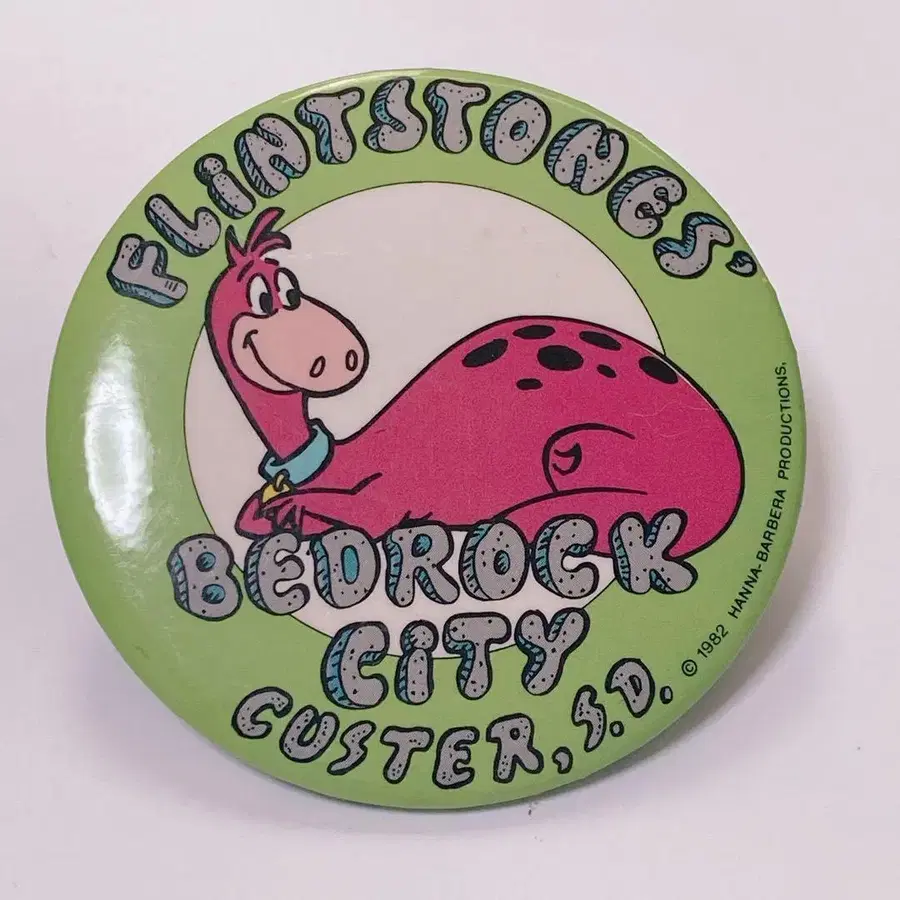 FLiNTSTONES'
BEDROCK
CiTY
CUSTER, S.D.
© 1982 HANNA-BARBERA PRODUCTIONS.